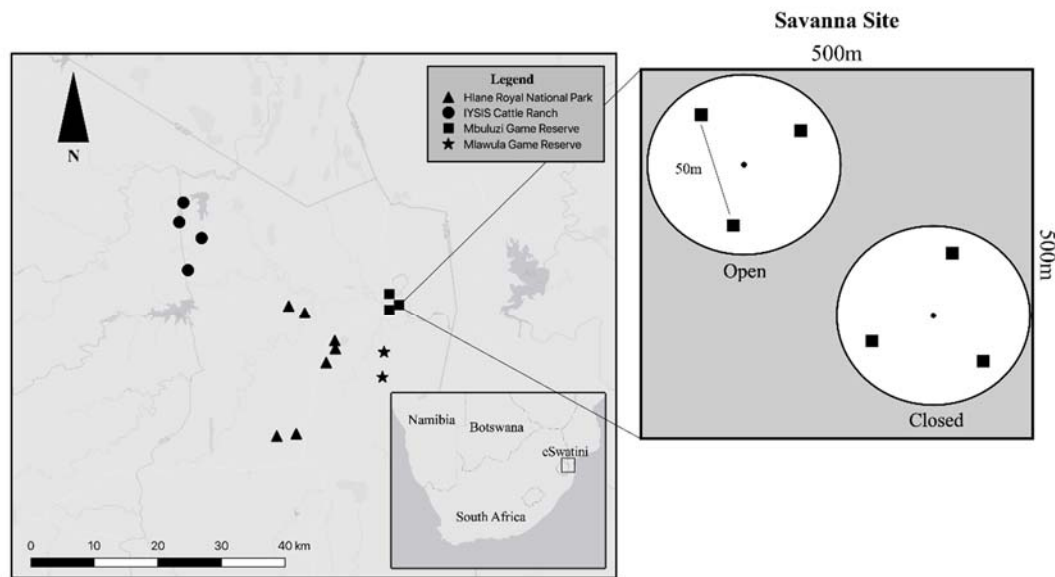 Savanna Site
500m
Legend
Hlane Royal National Park
IYSIS Cattle Ranch
Mbuluzi Game Reserve
Mlawula Game Reserve
N
50m
Open
500m
Closed
Namibia
Botswana
eSwatini
South Africa
0 10 20 30 40 km